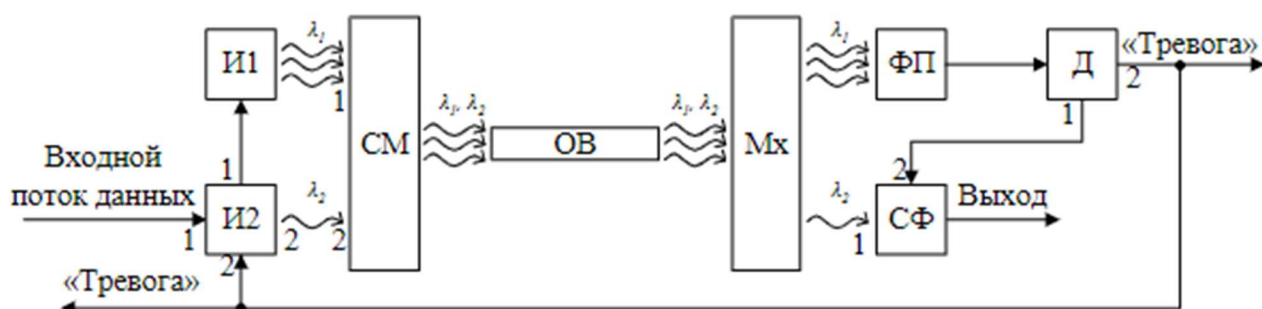 λ₁
λ₁
«Тревога»
И1
ФП
Д
2
1
λ₁, λ₂
λ₁, λ₂
1
СМ
ОВ
Мх
Входной
поток данных
1
2
λ₂
λ₂
И2
СФ
Выход
1
2
2
1
2
«Тревога»